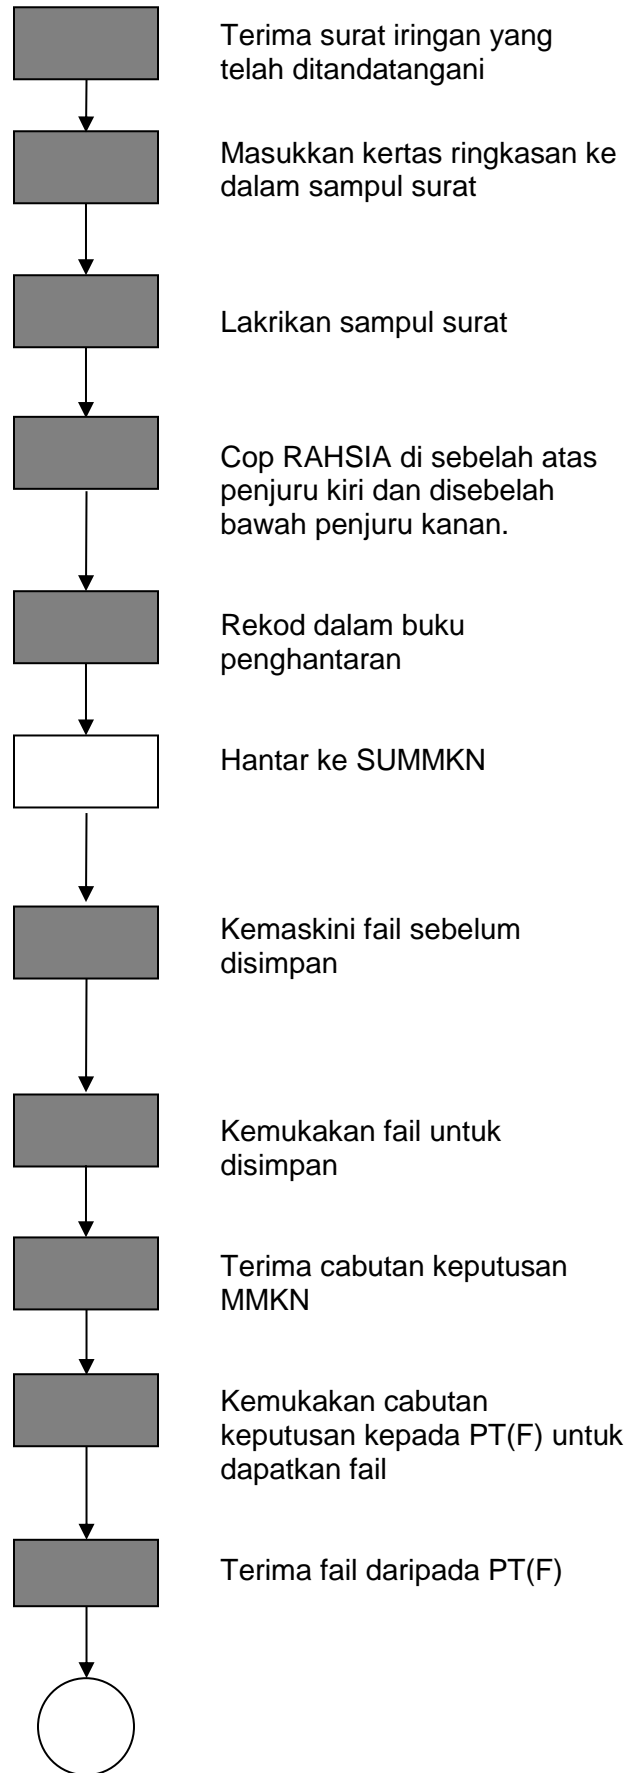 Terima surat iringan yang
telah ditandatangani
Masukkan kertas ringkasan ke
dalam sampul surat
Lakrikan sampul surat
Cop RAHSIA di sebelah atas
penjuru kiri dan disebelah
bawah penjuru kanan.
Rekod dalam buku
penghantaran
Hantar ke SUMMKN
Kemaskini fail sebelum
disimpan
Kemukakan fail untuk
disimpan
Terima cabutan keputusan
MMKN
Kemukakan cabutan
keputusan kepada PT(F) untuk
dapatkan fail
Terima fail daripada PT(F)